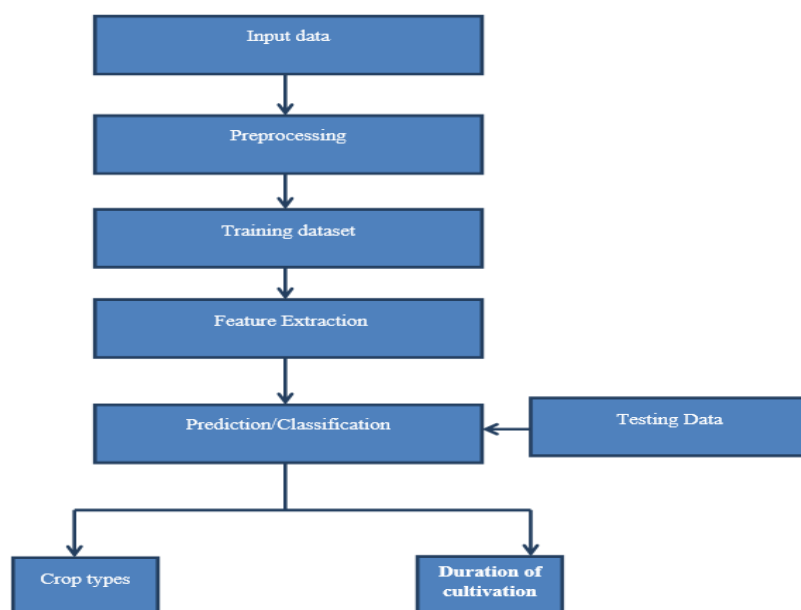 Input data
Preprocessing
Training dataset
Feature Extraction
Prediction/Classification
Testing Data
Crop types
Duration of
cultivation